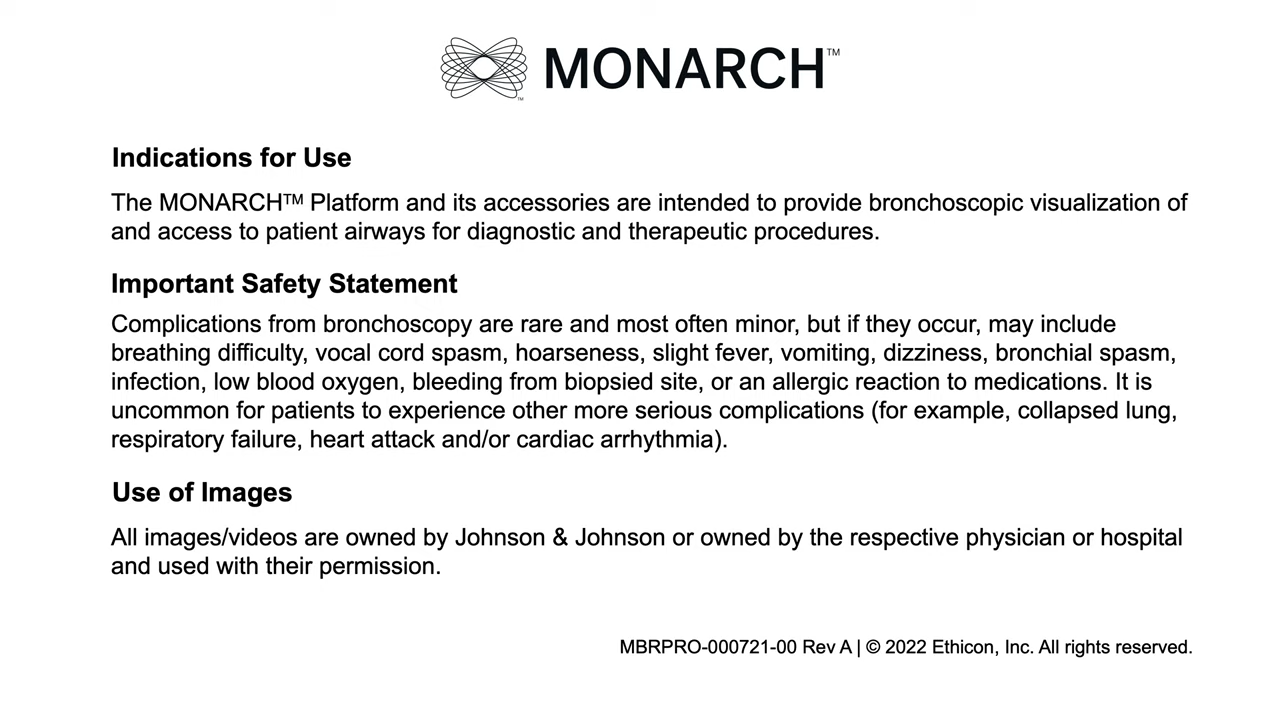 MONARCH™
Indications for Use
The MONARCH™ Platform and its accessories are intended to provide bronchoscopic visualization of
and access to patient airways for diagnostic and therapeutic procedures.
Important Safety Statement
Complications from bronchoscopy are rare and most often minor, but if they occur, may include
breathing difficulty, vocal cord spasm, hoarseness, slight fever, vomiting, dizziness, bronchial spasm,
infection, low blood oxygen, bleeding from biopsied site, or an allergic reaction to medications. It is
uncommon for patients to experience other more serious complications (for example, collapsed lung,
respiratory failure, heart attack and/or cardiac arrhythmia).
Use of Images
All images/videos are owned by Johnson & Johnson or owned by the respective physician or hospital
and used with their permission.
MBRPRO-000721-00 Rev A | © 2022 Ethicon, Inc. All rights reserved.